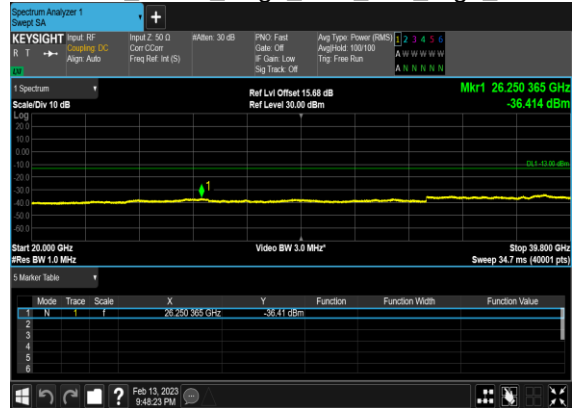 Spectrum Analyzer 1
Swept SA
+
KEYSIGHT Input: RF Input Z: 50 Ω #Atten: 30 dB PNO: Fast Avg Type: Power (RMS) 1 2 3 4 5 6
R T Coupling: DC Corr CCorr Gate: Off Avg|Hold: 100/100 A W W W W W
Align: Auto Freq Ref: Int (S) IF Gain: Low Trig: Free Run
Sig Track: Off A N N N N N
1 Spectrum Ref Lvl Offset 15.68 dB Mkr1 26.250 365 GHz
Scale/Div 10 dB Ref Level 30.00 dBm -36.414 dBm
Log
20.0
10.0
0.00
-10.0
DL1 -13.00 dBm
-20.0
-30.0
1
-40.0
-50.0
-60.0
Start 20.000 GHz Video BW 3.0 MHz* Stop 39.800 GHz
#Res BW 1.0 MHz Sweep 34.7 ms (40001 pts)
5 Marker Table
Mode Trace Scale X Y Function Function Width Function Value
1 N 1 f 26.250 365 GHz -36.41 dBm
2
3
4
5
6
? Feb 13, 2023
9:48:23 PM